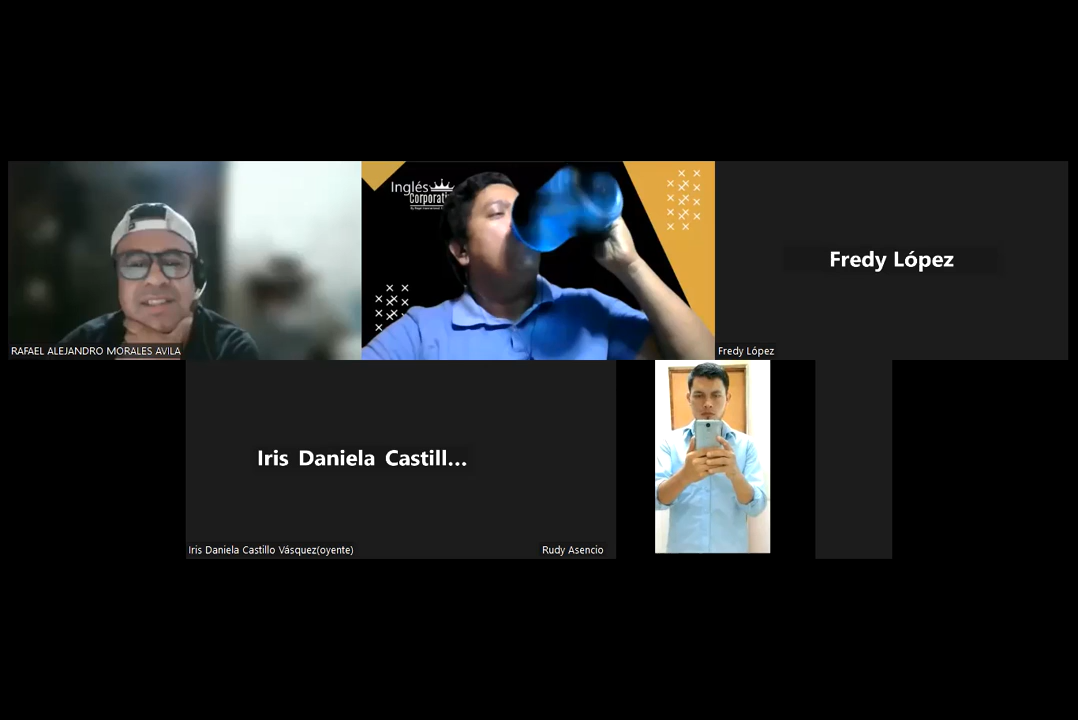 Inglés
Corporati
RAFAEL ALEJANDRO MORALES AVILA
Fredy López
Fredy López
Iris Daniela Castill...
Iris Daniela Castillo Vásquez(oyente)
Rudy Asencio